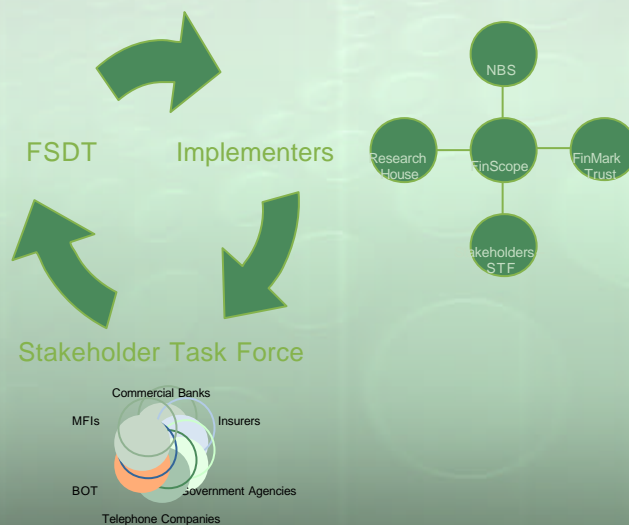 NBS
FSDT
Implementers
Research
House
FinScope
FinMark
Trust
akeholders
STF
Stakeholder Task Force
Commercial Banks
MFIs
Insurers
BOT
Government Agencies
Telephone Companies